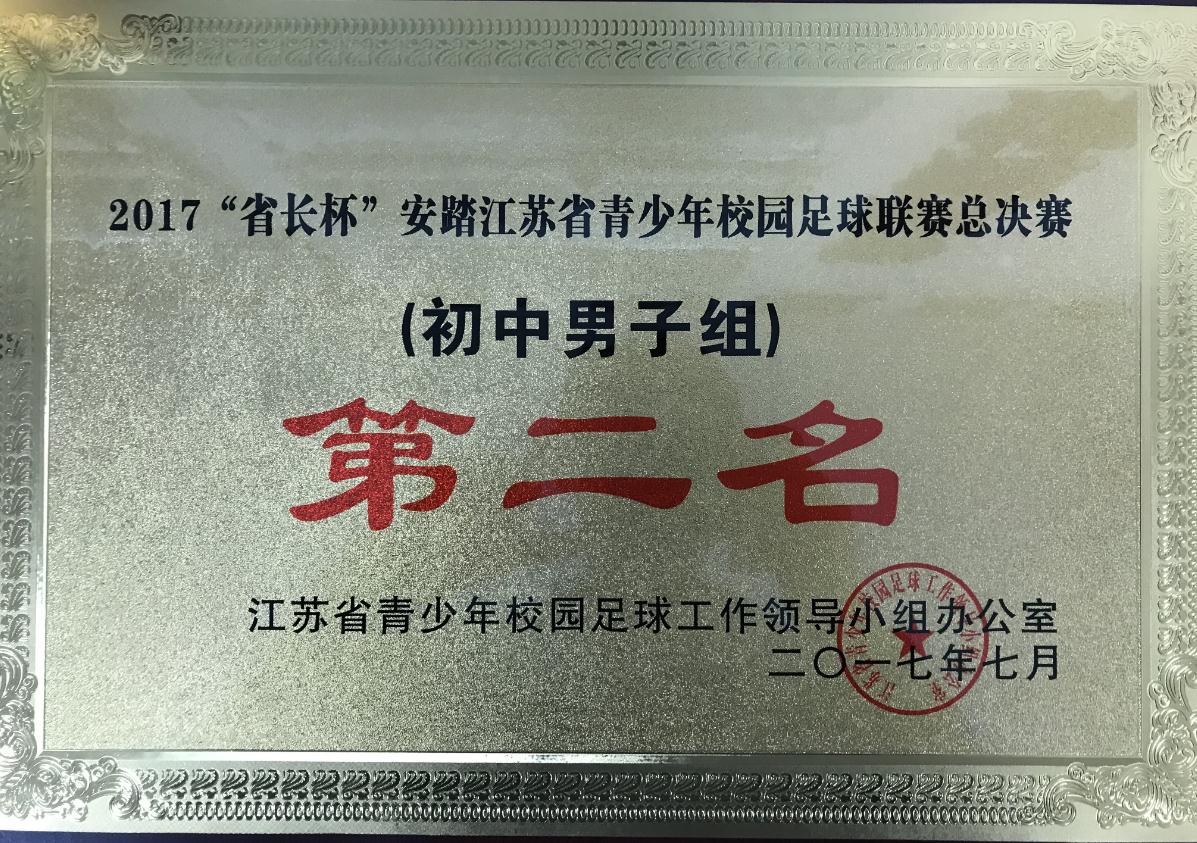 2017“省长杯”安踏江苏省青少年校园足球联赛总决赛
(初中男子组)
第二名
江苏省青少年校园足球工作领导小组办公室
二〇一七年七月